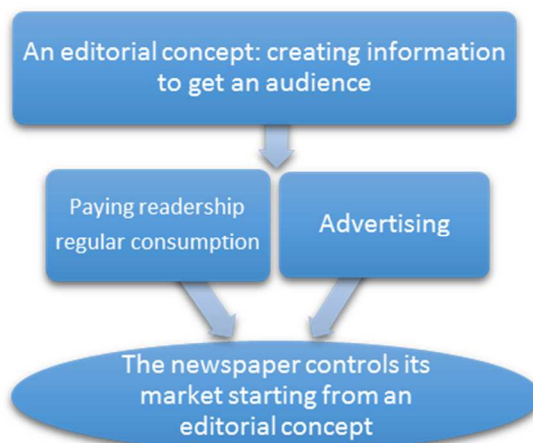 An editorial concept: creating information
to get an audience
Paying readership
regular consumption
Advertising
The newspaper controls its
market starting from an
editorial concept